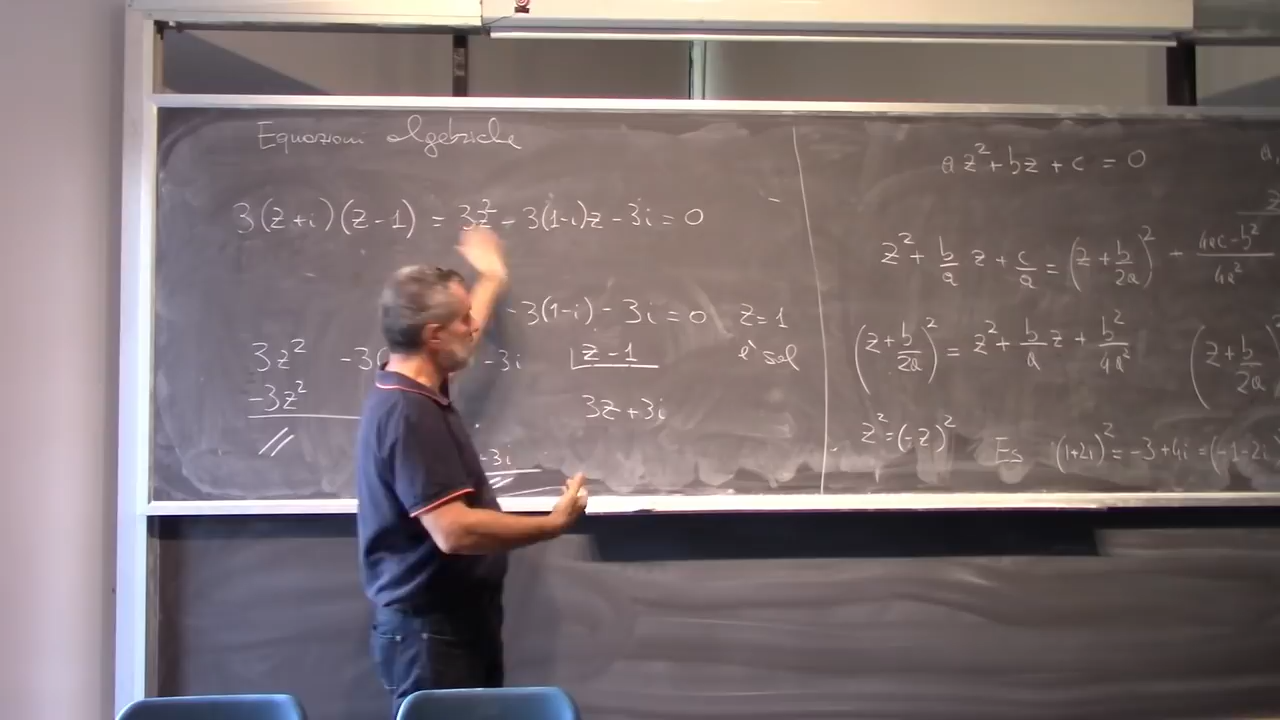 Equazioni algebriche
3(z+i)(z-1) = 3z² - 3(1-i)z - 3i = 0
-3(1-i) - 3i = 0 z=1
è sol
3z² -3( -3i z-1
-3z² 3z+3i
//
-3i
//
az² + bz + c = 0
z² + b/a z + c/a = (z + b/2a)² + 4ac-b²/4a²
(z + b/2a)² = z² + b/a z + b²/4a² (z + b/2a)
z² = (-z)² Es (1+2i)² = -3+4i = (-1-2i